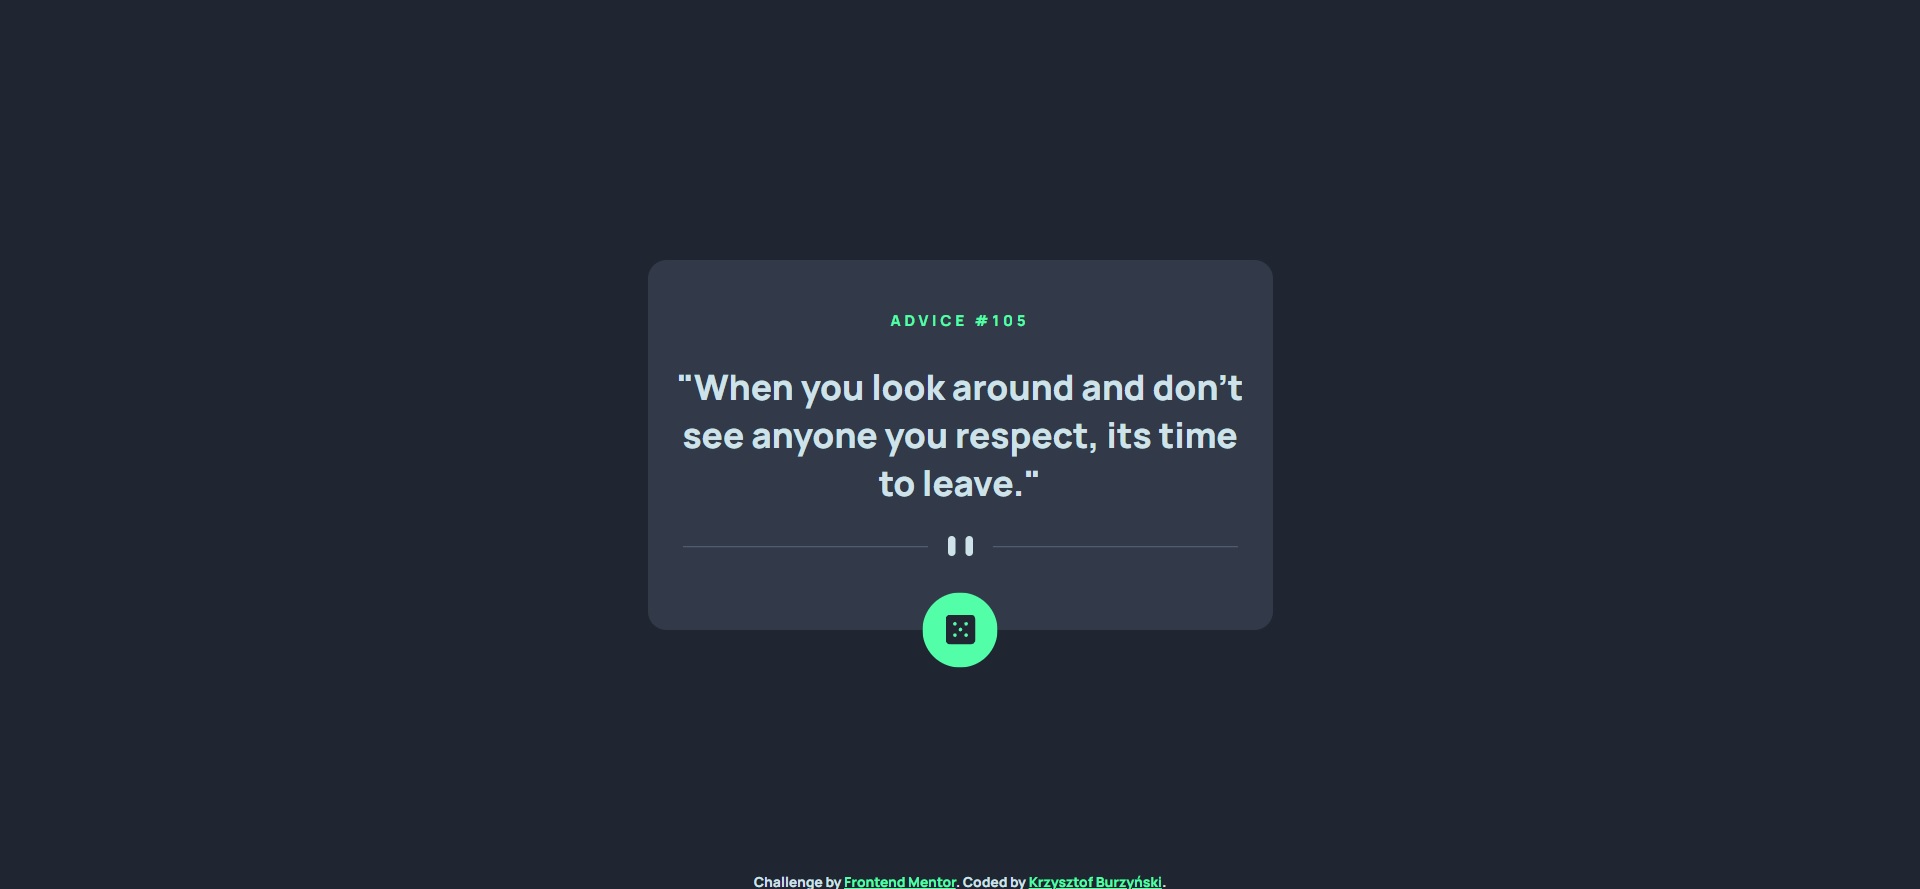 ADVICE #105
"When you look around and don't
see anyone you respect, its time
to leave."
Challenge by Frontend Mentor. Coded by Krzysztof Burzyński.